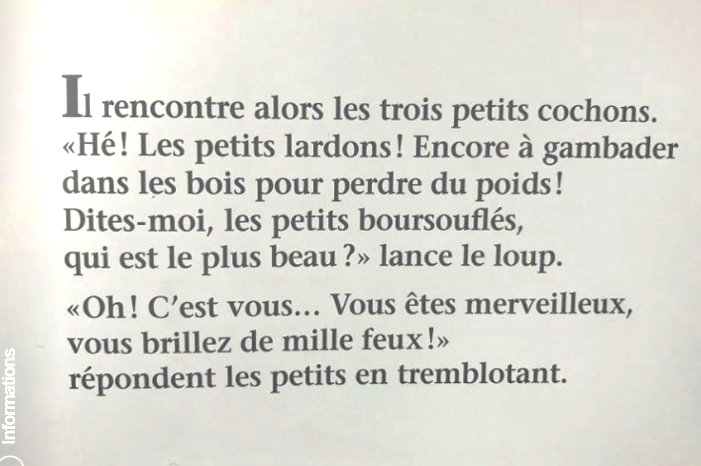 Il rencontre alors les trois petits cochons.
«Hé! Les petits lardons! Encore à gambader
dans les bois pour perdre du poids!
Dites-moi, les petits boursouflés,
qui est le plus beau?» lance le loup.
«Oh! C’est vous... Vous êtes merveilleux,
vous brillez de mille feux!»
répondent les petits en tremblotant.
Informations